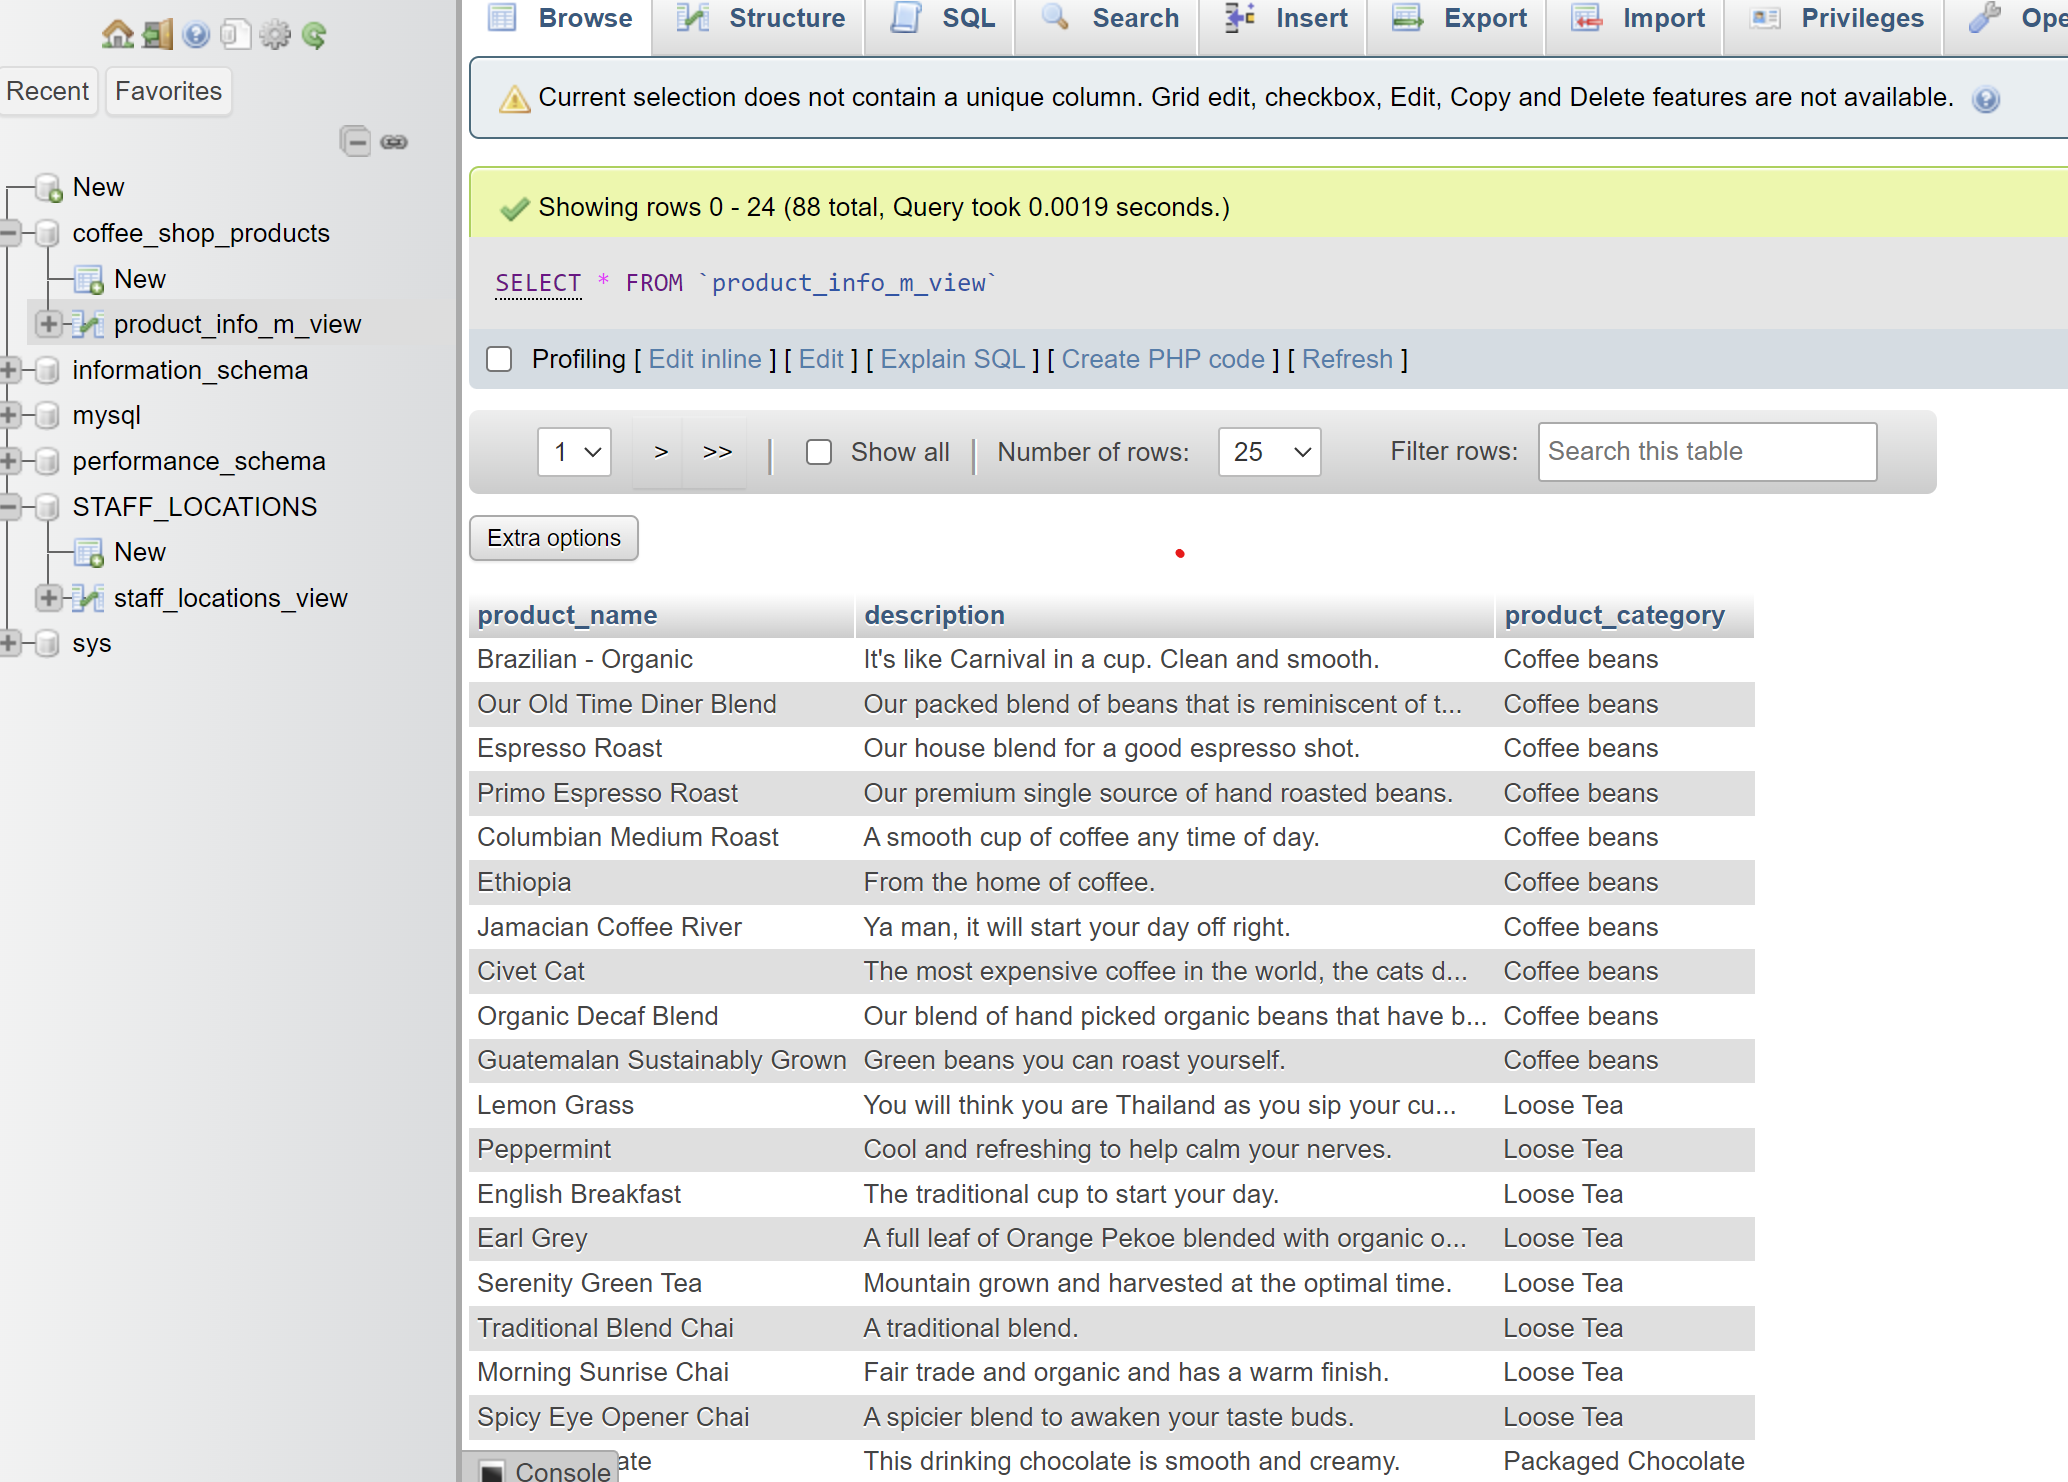 Browse Structure SQL Search Insert Export Import Privileges Ope
Recent Favorites
Current selection does not contain a unique column. Grid edit, checkbox, Edit, Copy and Delete features are not available.
New
coffee_shop_products
New
product_info_m_view
information_schema
mysql
performance_schema
STAFF_LOCATIONS
New
staff_locations_view
sys
Showing rows 0 - 24 (88 total, Query took 0.0019 seconds.)
SELECT * FROM `product_info_m_view`
Profiling [ Edit inline ] [ Edit ] [ Explain SQL ] [ Create PHP code ] [ Refresh ]
1 > >> | Show all | Number of rows: 25 Filter rows: Search this table
Extra options
product_name description product_category
Brazilian - Organic It's like Carnival in a cup. Clean and smooth. Coffee beans
Our Old Time Diner Blend Our packed blend of beans that is reminiscent of t... Coffee beans
Espresso Roast Our house blend for a good espresso shot. Coffee beans
Primo Espresso Roast Our premium single source of hand roasted beans. Coffee beans
Columbian Medium Roast A smooth cup of coffee any time of day. Coffee beans
Ethiopia From the home of coffee. Coffee beans
Jamacian Coffee River Ya man, it will start your day off right. Coffee beans
Civet Cat The most expensive coffee in the world, the cats d... Coffee beans
Organic Decaf Blend Our blend of hand picked organic beans that have b... Coffee beans
Guatemalan Sustainably Grown Green beans you can roast yourself. Coffee beans
Lemon Grass You will think you are Thailand as you sip your cu... Loose Tea
Peppermint Cool and refreshing to help calm your nerves. Loose Tea
English Breakfast The traditional cup to start your day. Loose Tea
Earl Grey A full leaf of Orange Pekoe blended with organic o... Loose Tea
Serenity Green Tea Mountain grown and harvested at the optimal time. Loose Tea
Traditional Blend Chai A traditional blend. Loose Tea
Morning Sunrise Chai Fair trade and organic and has a warm finish. Loose Tea
Spicy Eye Opener Chai A spicier blend to awaken your taste buds. Loose Tea
ate This drinking chocolate is smooth and creamy. Packaged Chocolate
Console